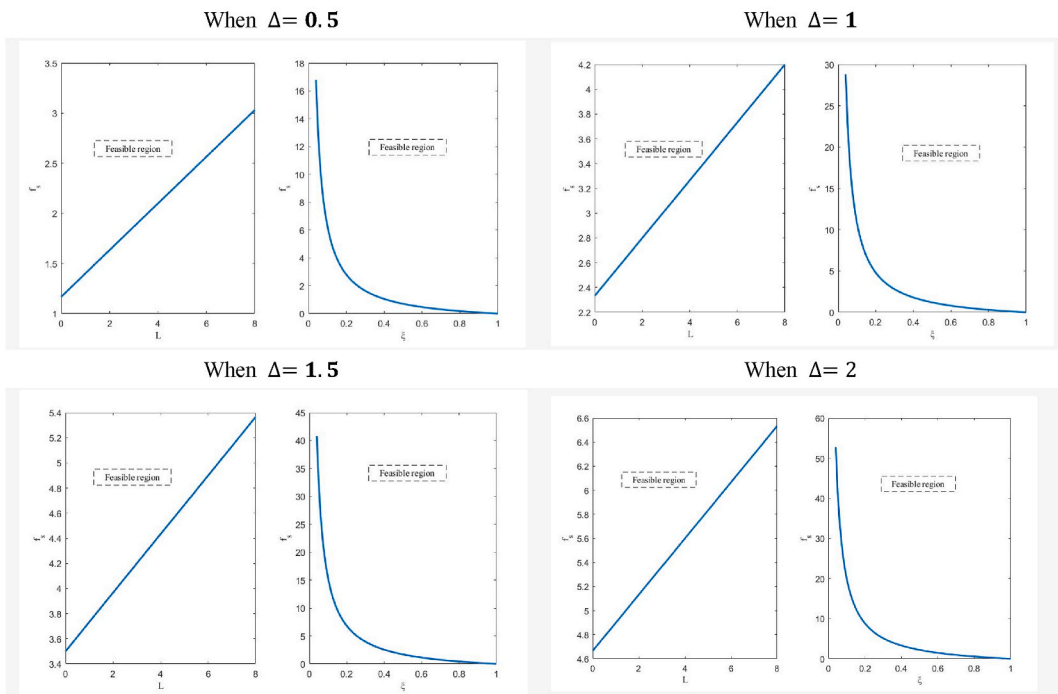 When Δ= 0.5
When Δ= 1
3.5
3
2.5
2
1.5
1
f_s
Feasible region
0 2 4 6 8
L
18
16
14
12
10
8
6
4
2
0
f_s
Feasible region
0 0.2 0.4 0.6 0.8 1
ξ
4.2
4
3.8
3.6
3.4
3.2
3
2.8
2.6
2.4
2.2
f_s
Feasible region
0 2 4 6 8
L
30
25
20
15
10
5
0
f_s
Feasible region
0 0.2 0.4 0.6 0.8 1
ξ
When Δ= 1.5
When Δ= 2
5.4
5.2
5
4.8
4.6
4.4
4.2
4
3.8
3.6
3.4
f_s
Feasible region
0 2 4 6 8
L
45
40
35
30
25
20
15
10
5
0
f_s
Feasible region
0 0.2 0.4 0.6 0.8 1
ξ
6.6
6.4
6.2
6
5.8
5.6
5.4
5.2
5
4.8
4.6
f_s
Feasible region
0 2 4 6 8
L
60
50
40
30
20
10
0
f_s
Feasible region
0 0.2 0.4 0.6 0.8 1
ξ